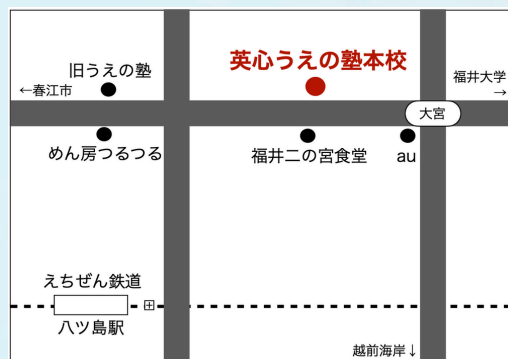 旧うえの塾
←春江市
英心うえの塾本校
福井大学
→
大宮
めん房つるつる
福井二の宮食堂
au
えちぜん鉄道
八ツ島駅
越前海岸↓